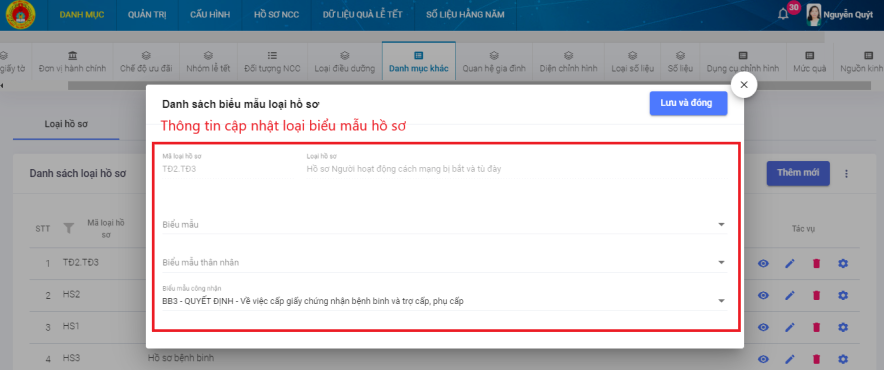 DANH MỤC QUẢN TRỊ CẤU HÌNH HỒ SƠ NCC DỮ LIỆU QUÀ LỄ TẾT SỐ LIỆU HẰNG NĂM 30 Nguyễn Quýt
giấy tờ Đơn vị hành chính Chế độ ưu đãi Nhóm lễ tết Đối tượng NCC Loại điều dưỡng Danh mục khác Quan hệ gia đình Diện chỉnh hình Loại số liệu Số liệu Dụng cụ chỉnh hình Mức quà Nguồn kinh
Danh sách biểu mẫu loại hồ sơ Lưu và đóng
Thông tin cập nhật loại biểu mẫu hồ sơ
Loại hồ sơ
Mã loại hồ sơ Loại hồ sơ
TĐ2.TĐ3 Hồ sơ Người hoạt động cách mạng bị bắt và tù đày
Danh sách loại hồ sơ Thêm mới
Biểu mẫu
STT Mã loại hồ sơ Tác vụ
Biểu mẫu thân nhân
1 TĐ2.TĐ3
Biểu mẫu công nhận
BB3 - QUYẾT ĐỊNH - Về việc cấp giấy chứng nhận bệnh binh và trợ cấp, phụ cấp
2 HS2
3 HS1
4 HS3 Hồ sơ bệnh binh